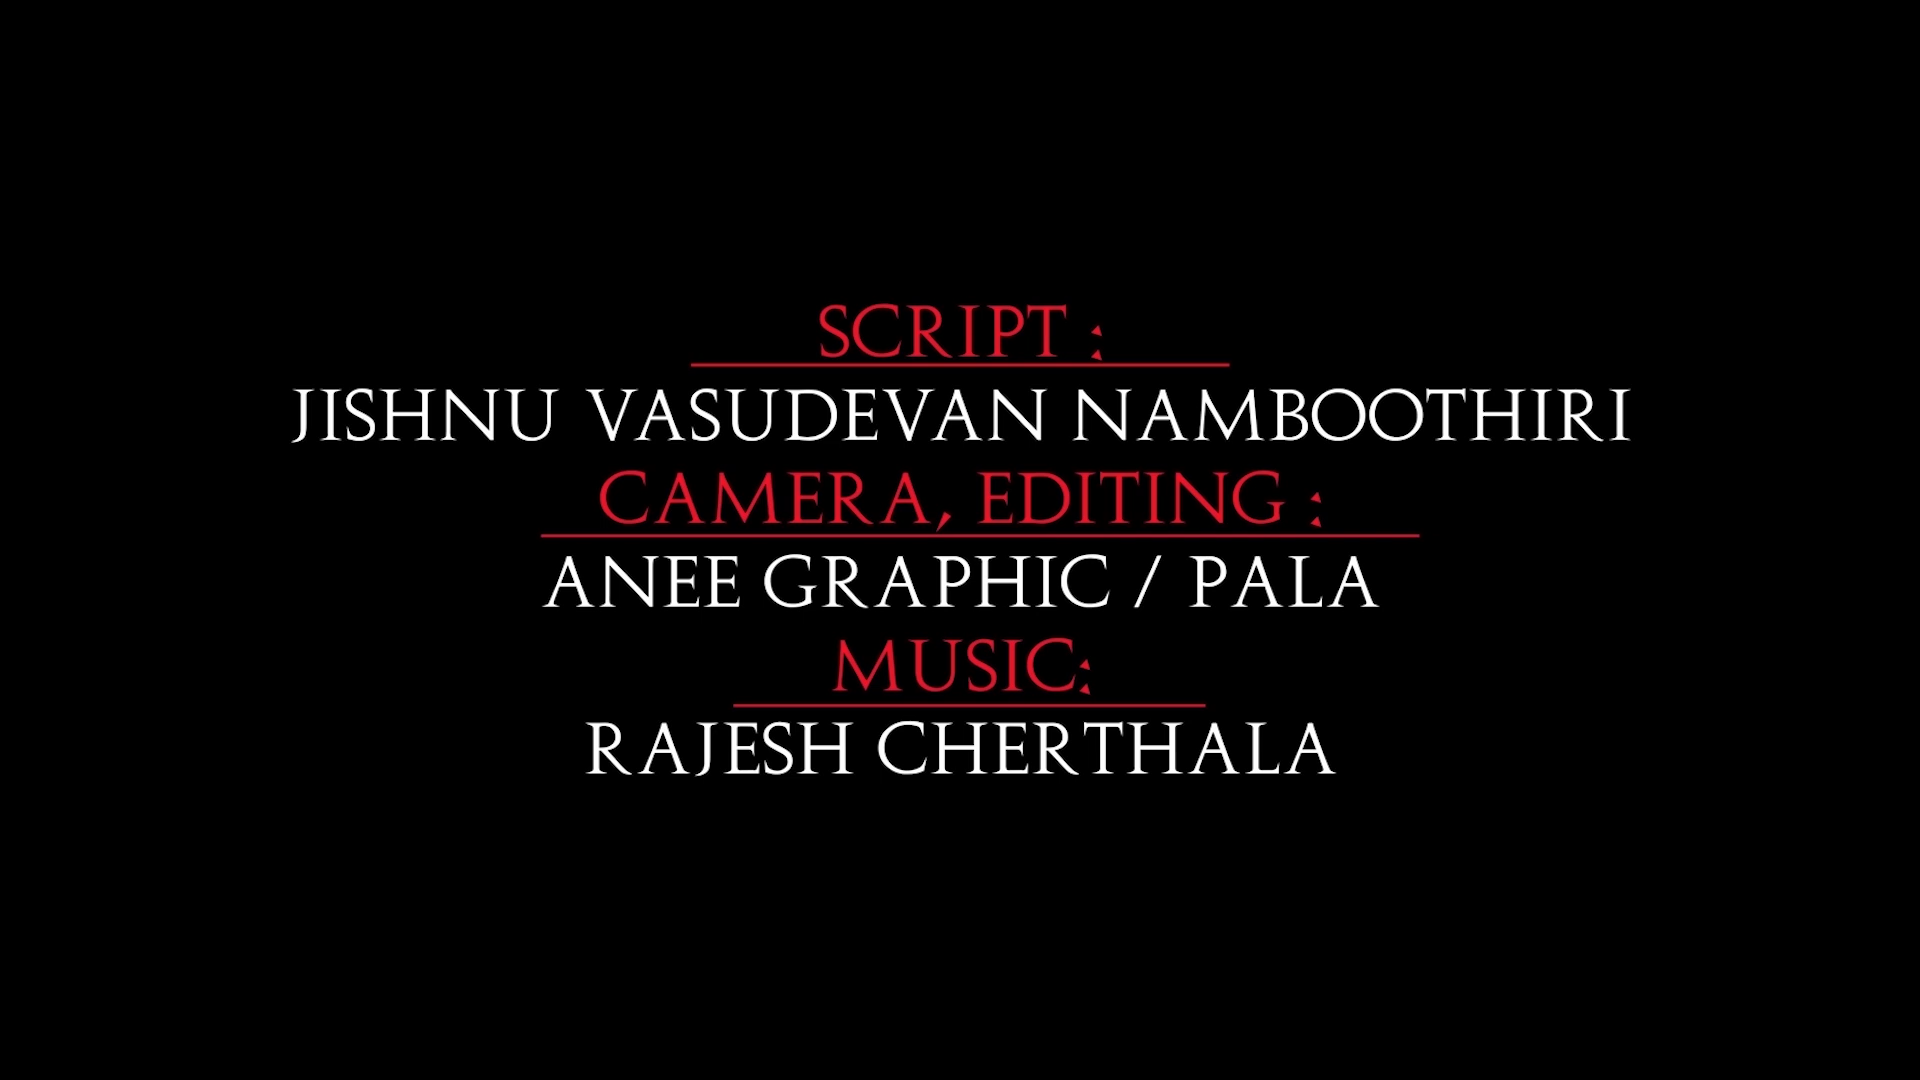 SCRIPT :
JISHNU VASUDEVAN NAMBOOTHIRI
CAMERA, EDITING :
ANEE GRAPHIC / PALA
MUSIC:
RAJESH CHERTHALA